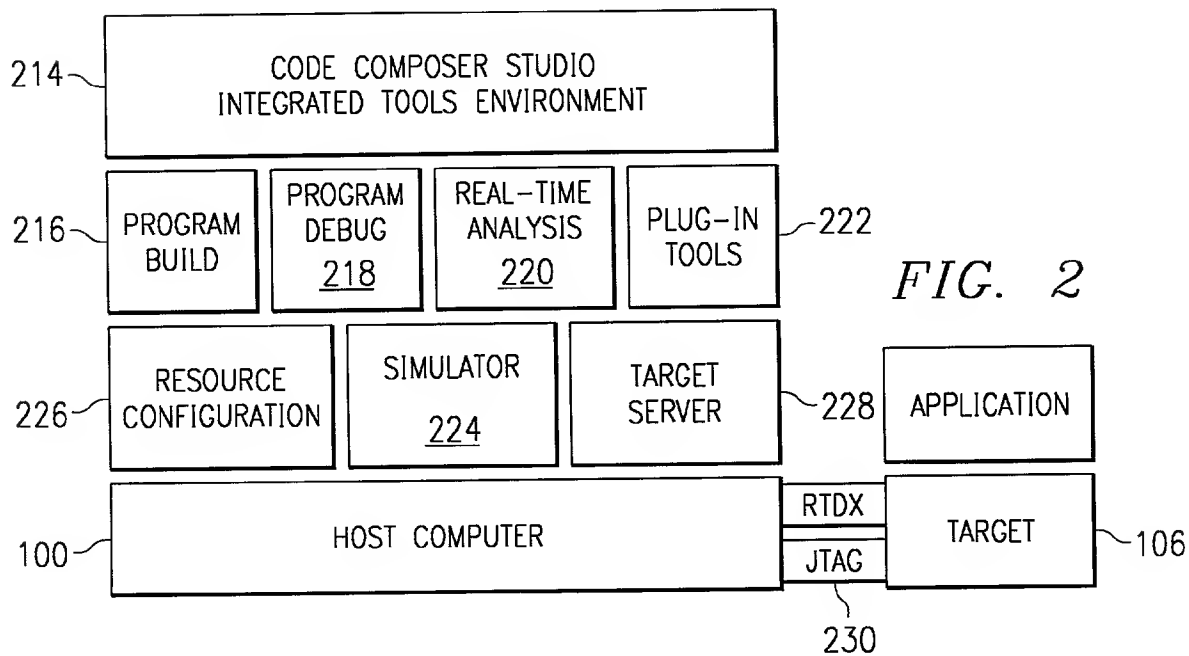 214
CODE COMPOSER STUDIO
INTEGRATED TOOLS ENVIRONMENT
216
PROGRAM
BUILD
PROGRAM
DEBUG
218
REAL-TIME
ANALYSIS
220
PLUG-IN
TOOLS
222
FIG. 2
226
RESOURCE
CONFIGURATION
SIMULATOR
224
TARGET
SERVER
228
APPLICATION
100
HOST COMPUTER
RTDX
JTAG
230
TARGET
106